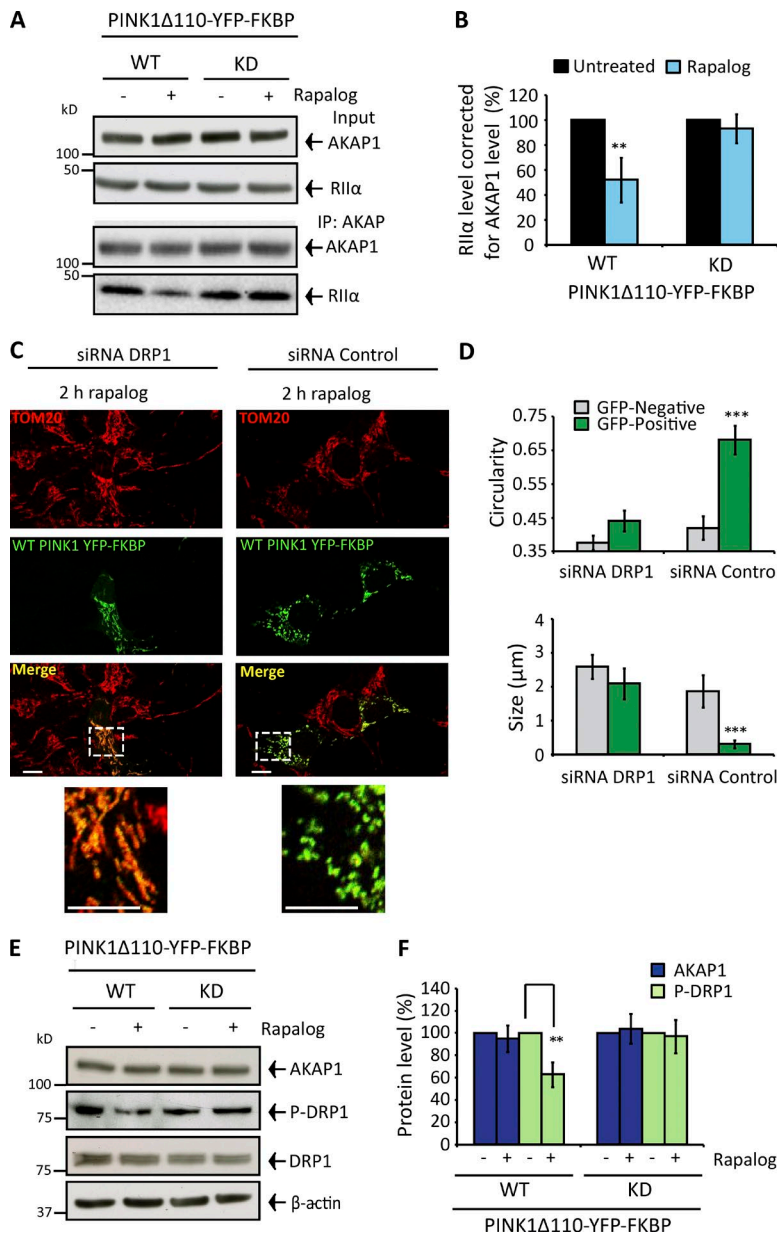 A
PINK1Δ110-YFP-FKBP
WT KD
- + - + Rapalog
kD
Input
AKAP1
100
50
RIIα
IP: AKAP
AKAP1
100
50
RIIα
B
Untreated Rapalog
RIIα level corrected
for AKAP1 level (%)
120
100
80
60
40
20
0
**
WT KD
PINK1Δ110-YFP-FKBP
C
siRNA DRP1 siRNA Control
2 h rapalog 2 h rapalog
TOM20 TOM20
WT PINK1 YFP-FKBP WT PINK1 YFP-FKBP
Merge Merge
D
GFP-Negative
GFP-Positive
Circularity
0.75
0.65
0.55
0.45
0.35
***
siRNA DRP1 siRNA Control
Size (µm)
4
3
2
1
0
***
siRNA DRP1 siRNA Control
E
PINK1Δ110-YFP-FKBP
WT KD
- + - + Rapalog
kD
AKAP1
100
P-DRP1
75
DRP1
75
β-actin
37
F
AKAP1
P-DRP1
Protein level (%)
140
120
100
80
60
40
20
0
**
- + - + - + - + Rapalog
WT KD
PINK1Δ110-YFP-FKBP